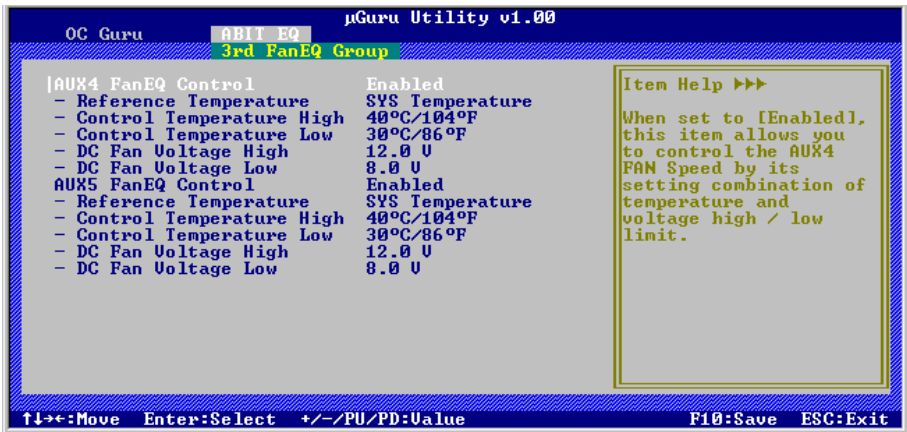 µGuru Utility v1.00
OC Guru ABIT EQ
3rd FanEQ Group
AUX4 FanEQ Control Enabled
- Reference Temperature SYS Temperature
- Control Temperature High 40ºC/104ºF
- Control Temperature Low 30ºC/86ºF
- DC Fan Voltage High 12.0 V
- DC Fan Voltage Low 8.0 V
AUX5 FanEQ Control Enabled
- Reference Temperature SYS Temperature
- Control Temperature High 40ºC/104ºF
- Control Temperature Low 30ºC/86ºF
- DC Fan Voltage High 12.0 V
- DC Fan Voltage Low 8.0 V
Item Help ▶▶▶
When set to [Enabled],
this item allows you
to control the AUX4
FAN Speed by its
setting combination of
temperature and
voltage high / low
limit.
↑↓→←:Move Enter:Select +/-/PU/PD:Value F10:Save ESC:Exit